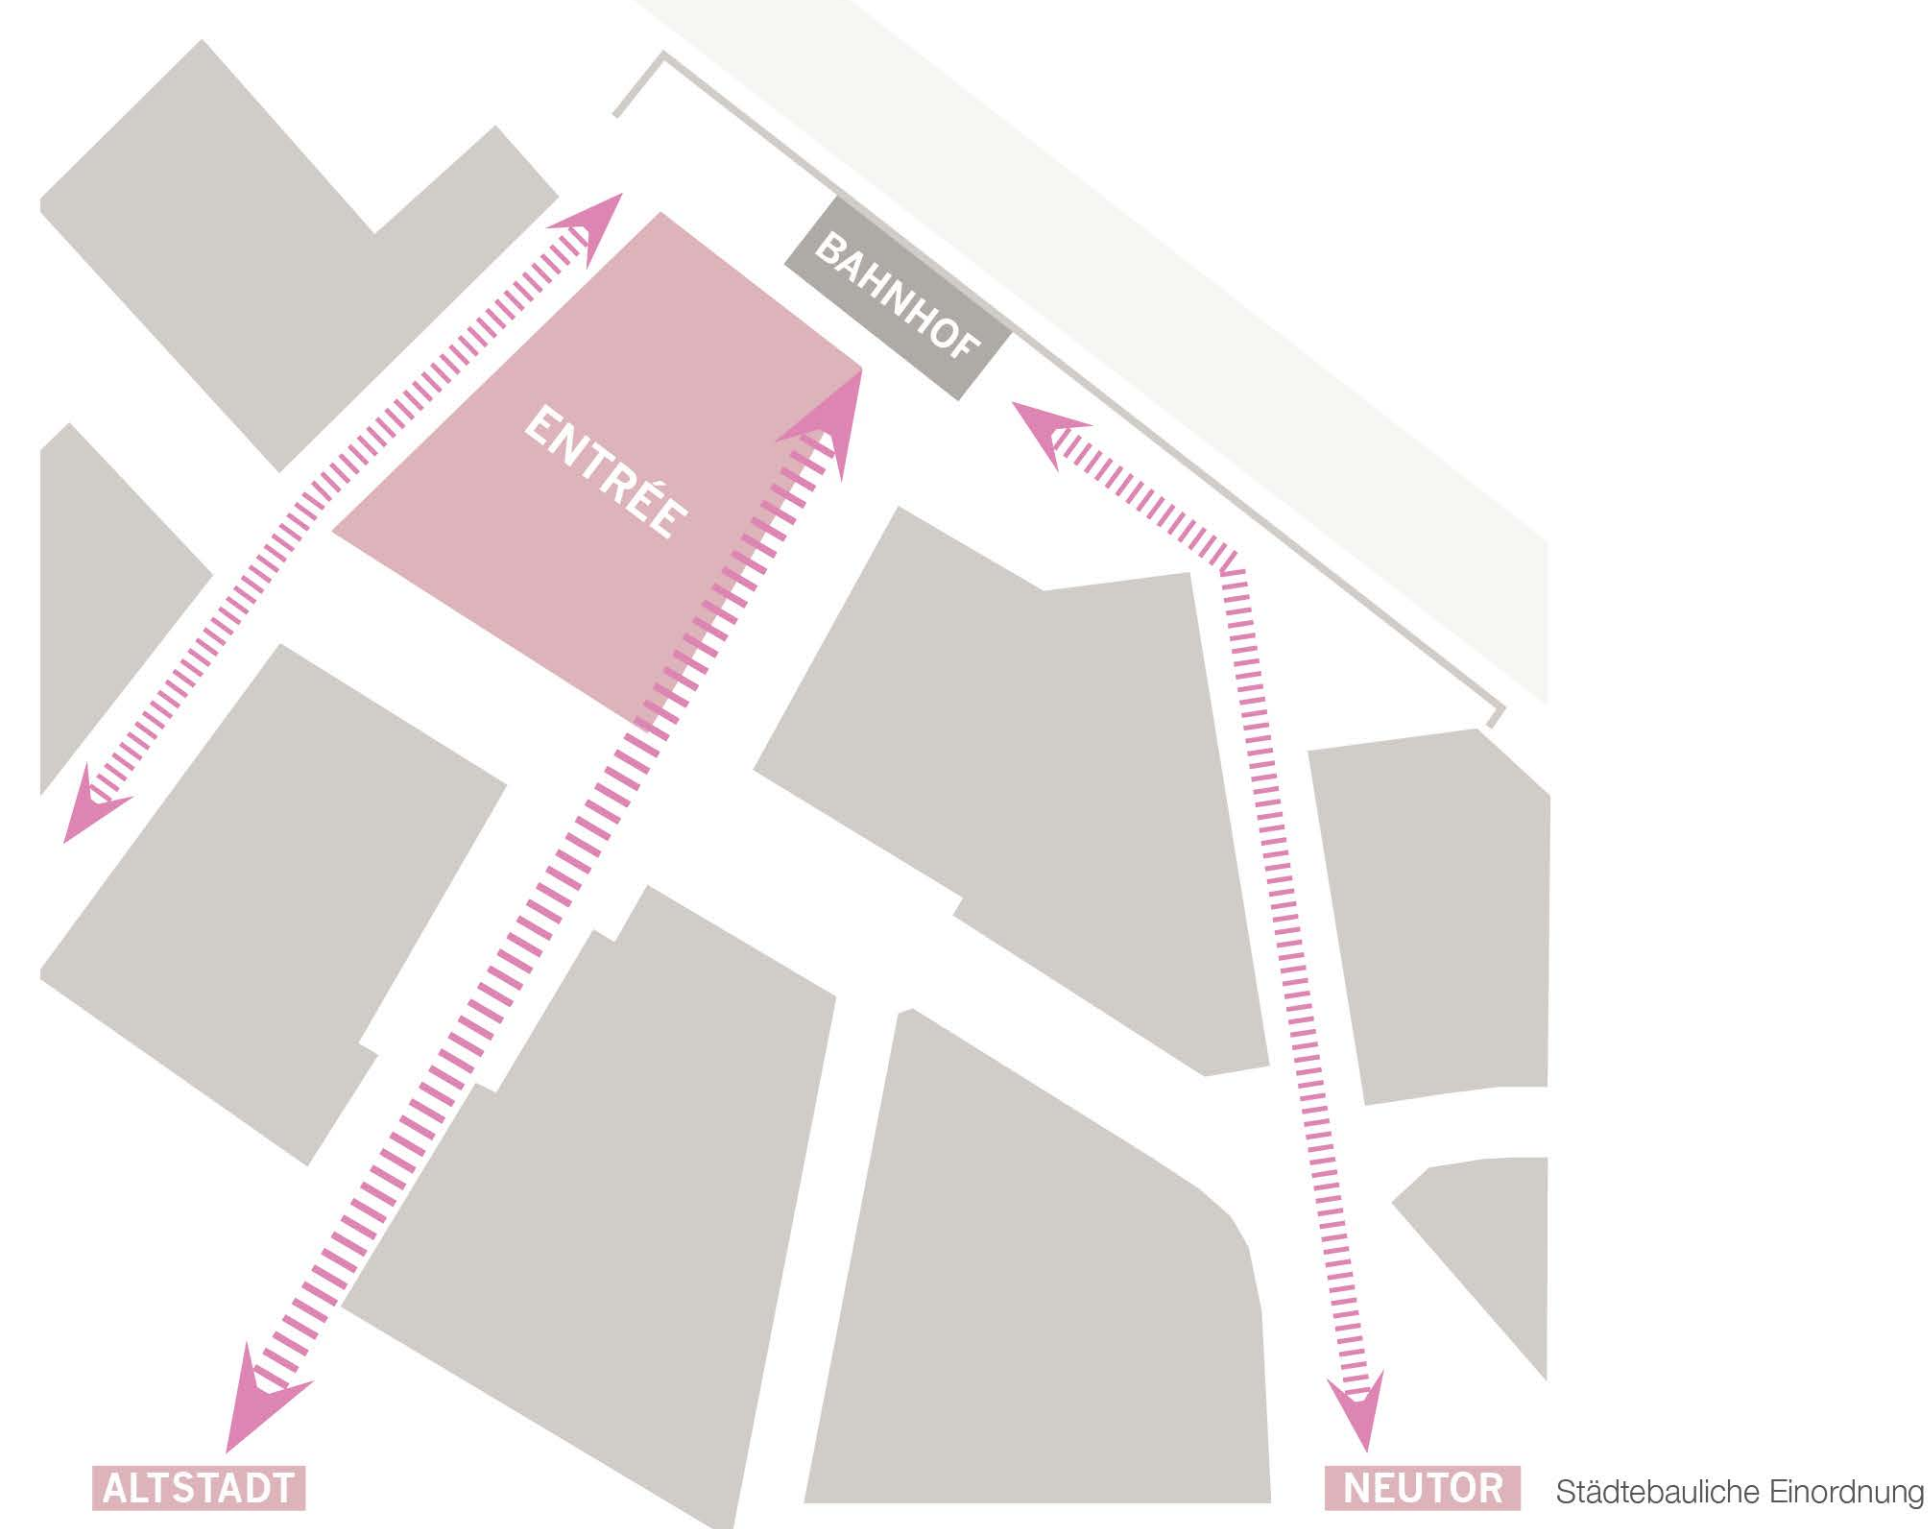 BAHNHOF
ENTRÉE
ALTSTADT
NEUTOR
Städtebauliche Einordnung